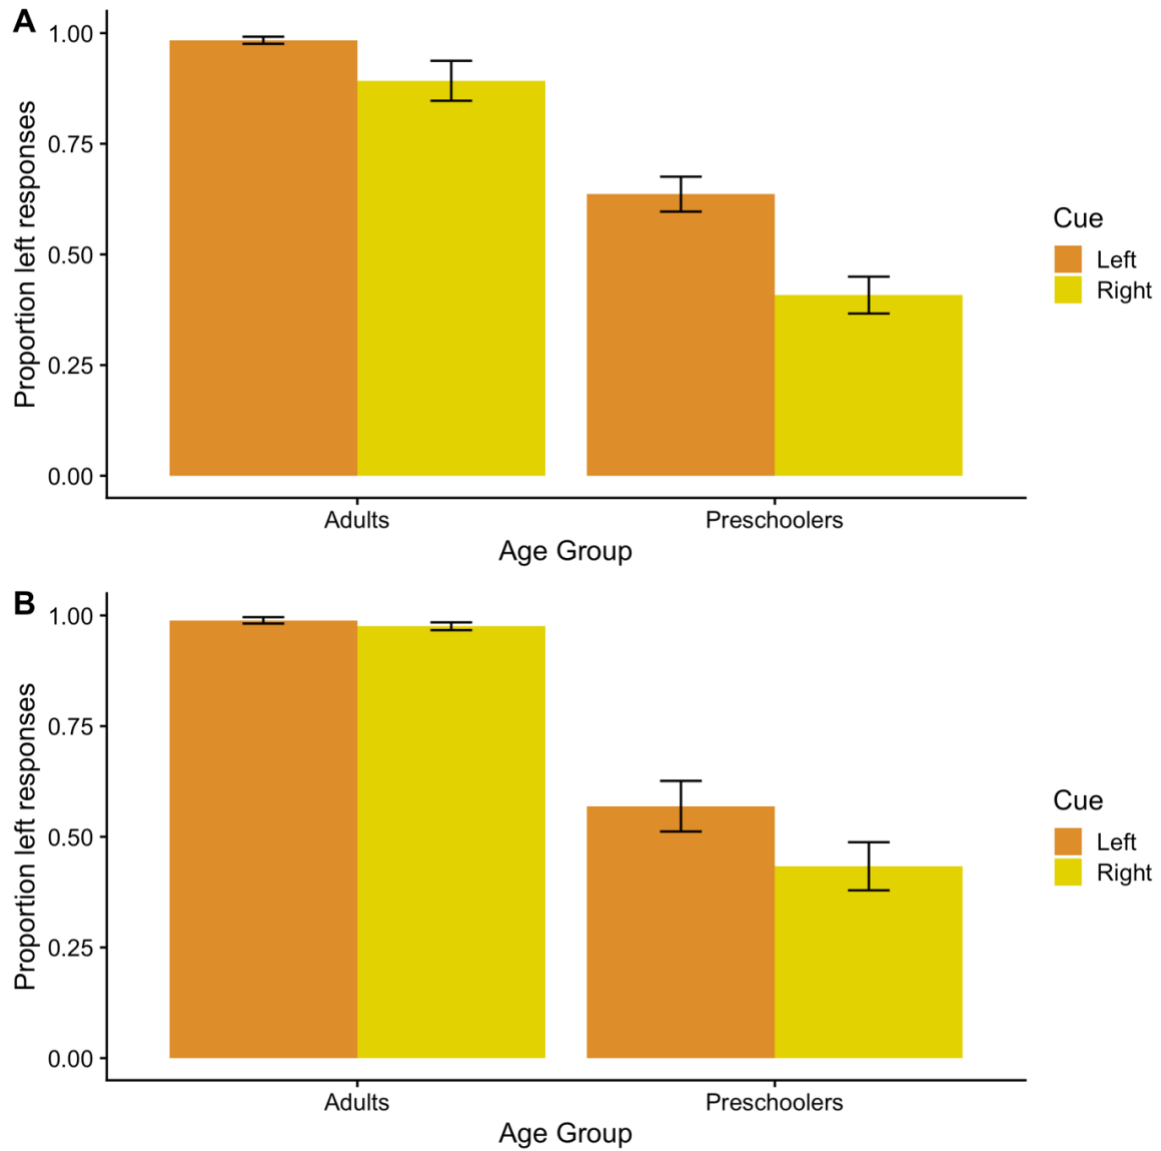 A
1.00
0.75
0.50
0.25
0.00
Proportion left responses
Adults Preschoolers
Age Group
Cue
Left
Right
B
1.00
0.75
0.50
0.25
0.00
Proportion left responses
Adults Preschoolers
Age Group
Cue
Left
Right